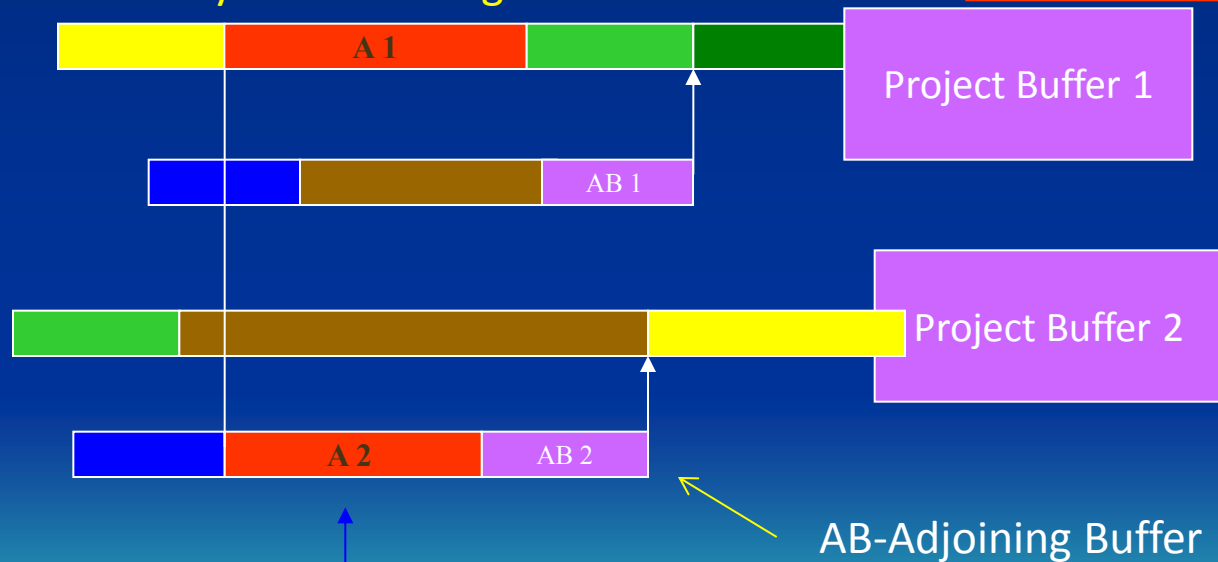 A 1
Project Buffer 1
AB 1
Project Buffer 2
A 2
AB 2
AB-Adjoining Buffer